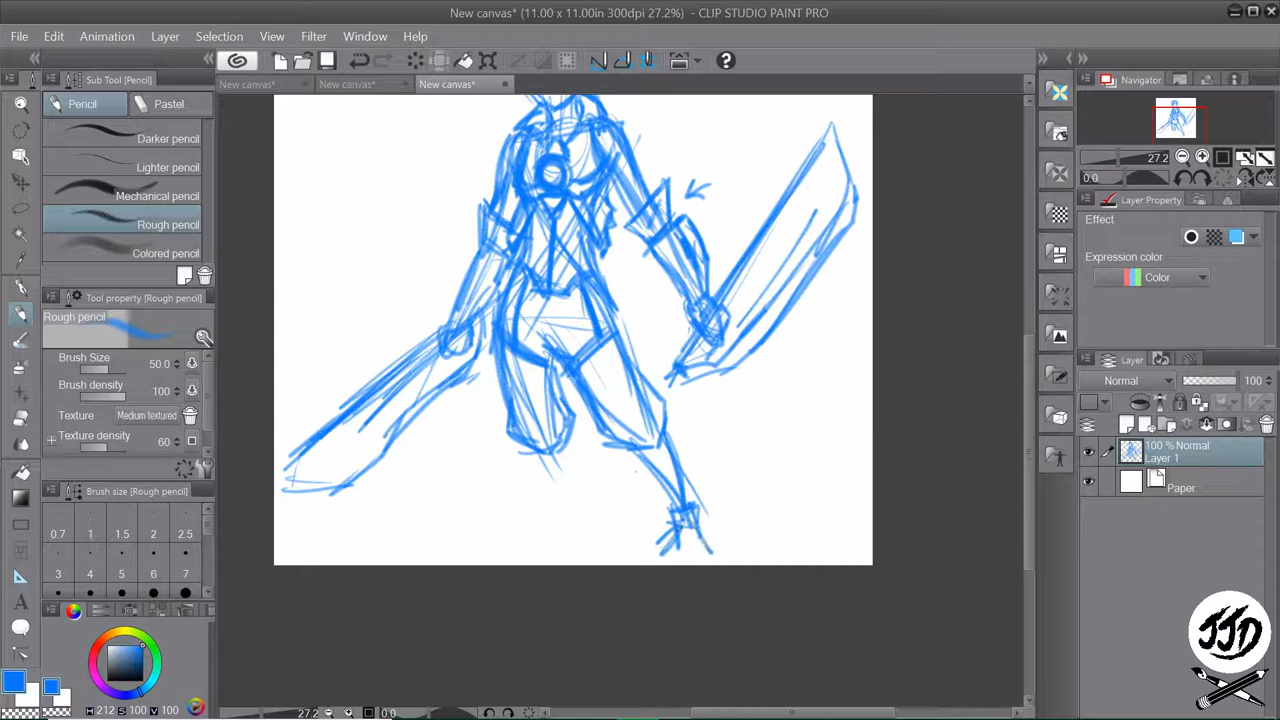 New canvas* (11.00 x 11.00in 300dpi 27.2%) - CLIP STUDIO PAINT PRO
File Edit Animation Layer Selection View Filter Window Help
Sub Tool [Pencil]
New canvas* New canvas* New canvas*
Navigator
Pencil Pastel
Darker pencil
Lighter pencil
Mechanical pencil
Rough pencil
Colored pencil
27.2
0.0
Layer Property
Effect
Expression color
Color
Tool property [Rough pencil]
Rough pencil
Brush Size 50.0
Brush density 100
Texture Medium textured
Texture density 60
Layer
Normal 100
100 % Normal
Layer 1
Paper
Brush size [Rough pencil]
0.7 1 1.5 2 2.5
3 4 5 6 7
H 212 S 100 V 100
27.2 0.0
JJD